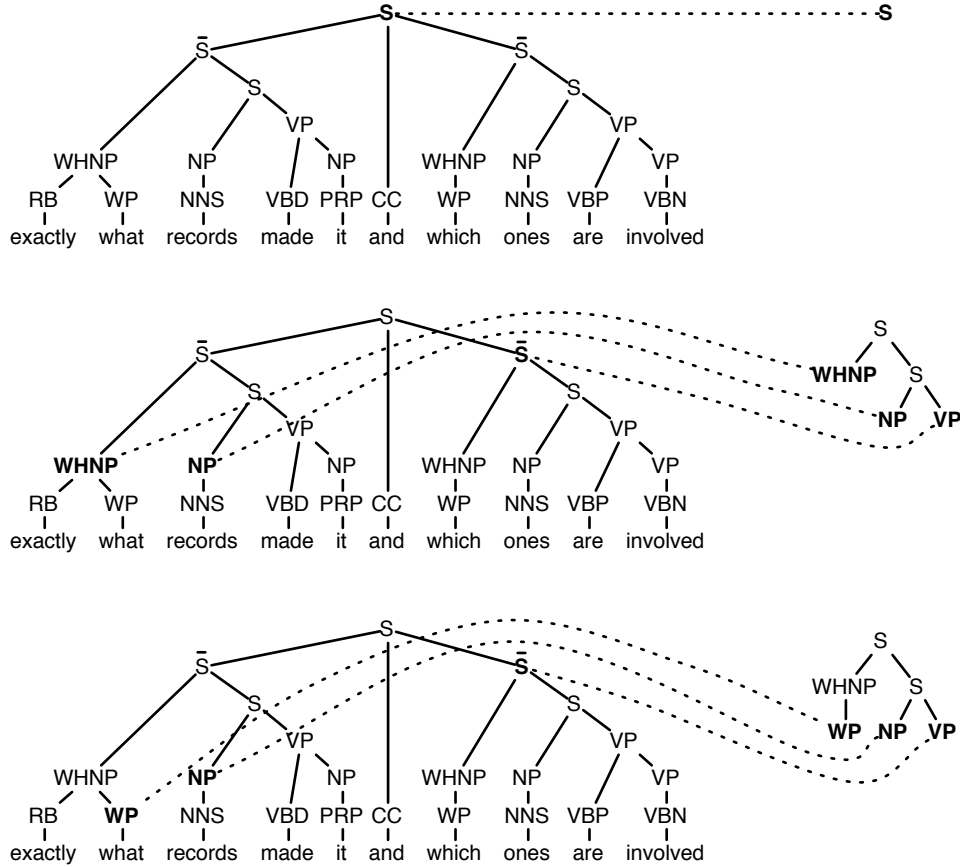 S S
S̄ S̄
S S
VP VP
WHNP NP NP WHNP NP VP
RB WP NNS VBD PRP CC WP NNS VBP VBN
exactly what records made it and which ones are involved
S S
S̄ S̄
S S WHNP S
VP VP NP VP
WHNP NP NP WHNP NP VP
RB WP NNS VBD PRP CC WP NNS VBP VBN
exactly what records made it and which ones are involved
S S
S̄ S̄ WHNP S
S S
VP VP WP NP VP
WHNP NP NP WHNP NP VP
RB WP NNS VBD PRP CC WP NNS VBP VBN
exactly what records made it and which ones are involved